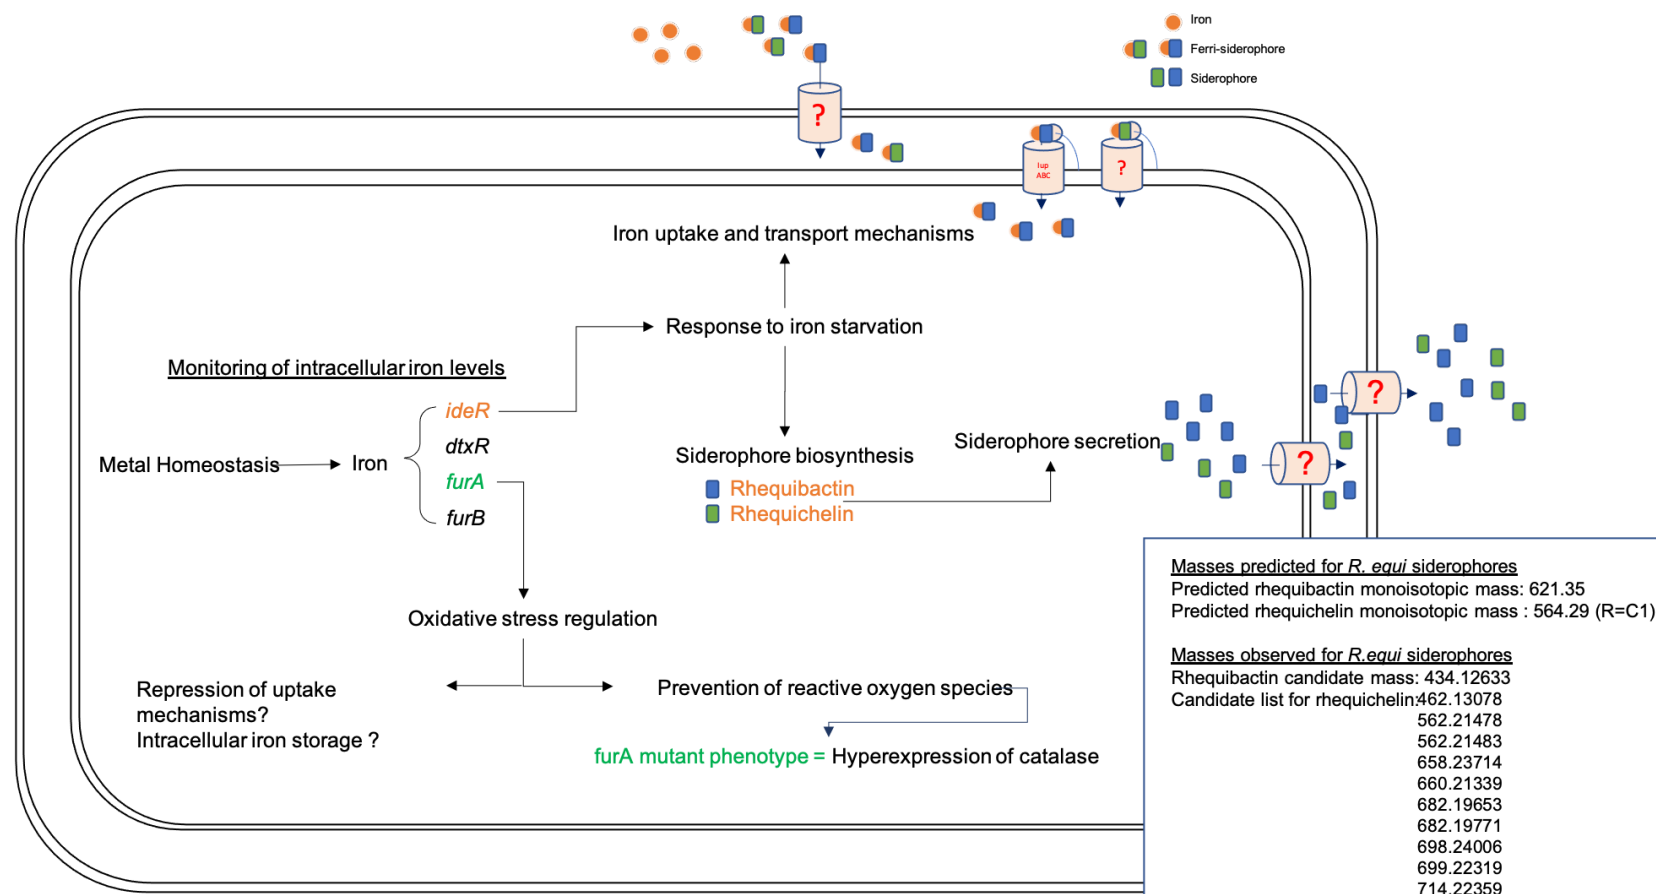 Iron
Ferri-siderophore
Siderophore
?
Iup
ABC
?
Iron uptake and transport mechanisms
Response to iron starvation
Monitoring of intracellular iron levels
ideR
dtxR
furA
furB
Metal Homeostasis
Iron
Siderophore biosynthesis
Rhequibactin
Rhequichelin
Siderophore secretion
?
?
Oxidative stress regulation
Repression of uptake
mechanisms?
Intracellular iron storage ?
Prevention of reactive oxygen species
furA mutant phenotype = Hyperexpression of catalase
Masses predicted for R. equi siderophores
Predicted rhequibactin monoisotopic mass: 621.35
Predicted rhequichelin monoisotopic mass : 564.29 (R=C1)
Masses observed for R.equi siderophores
Rhequibactin candidate mass: 434.12633
Candidate list for rhequichelin:462.13078
562.21478
562.21483
658.23714
660.21339
682.19653
682.19771
698.24006
699.22319
714.22359